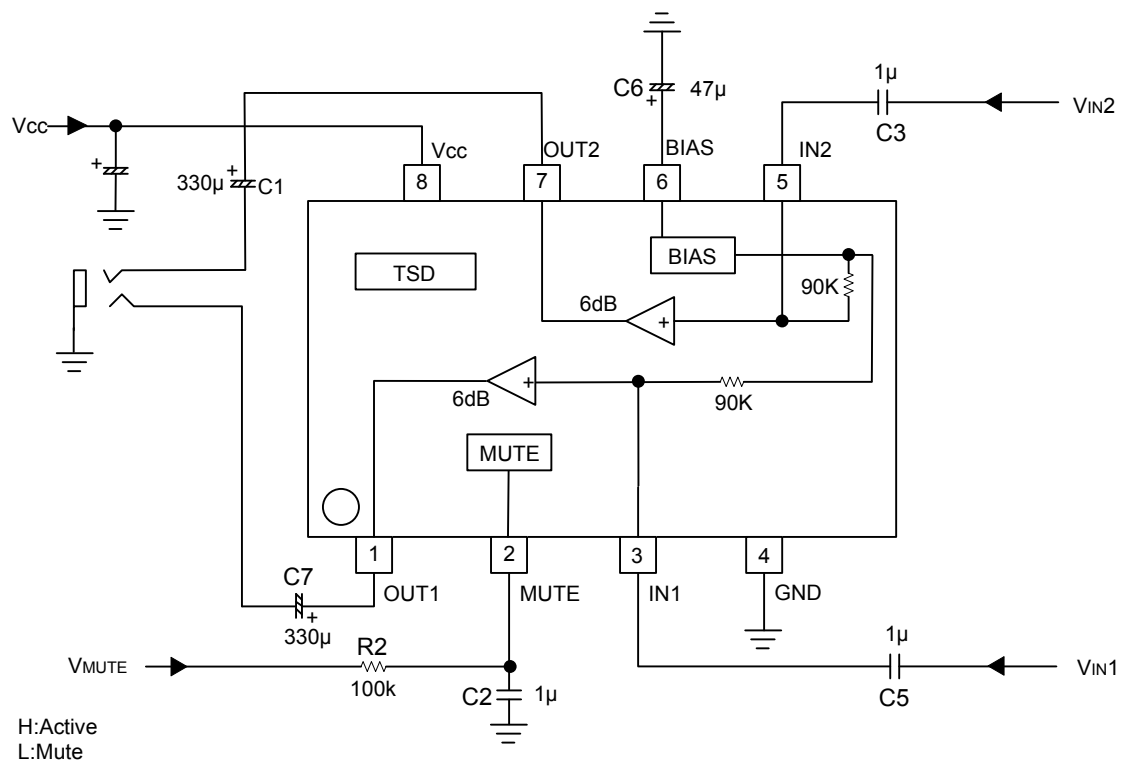 1µ
C6 47µ
+
VIN2
C3
Vcc
Vcc
OUT2
BIAS
IN2
+
+
330µ
C1
8
7
6
5
TSD
BIAS
90K
6dB
+
6dB
+
90K
MUTE
1
2
3
4
C7
OUT1
MUTE
IN1
GND
+
330µ
1µ
R2
VMUTE
VIN1
100k
C2
1µ
C5
H:Active
L:Mute